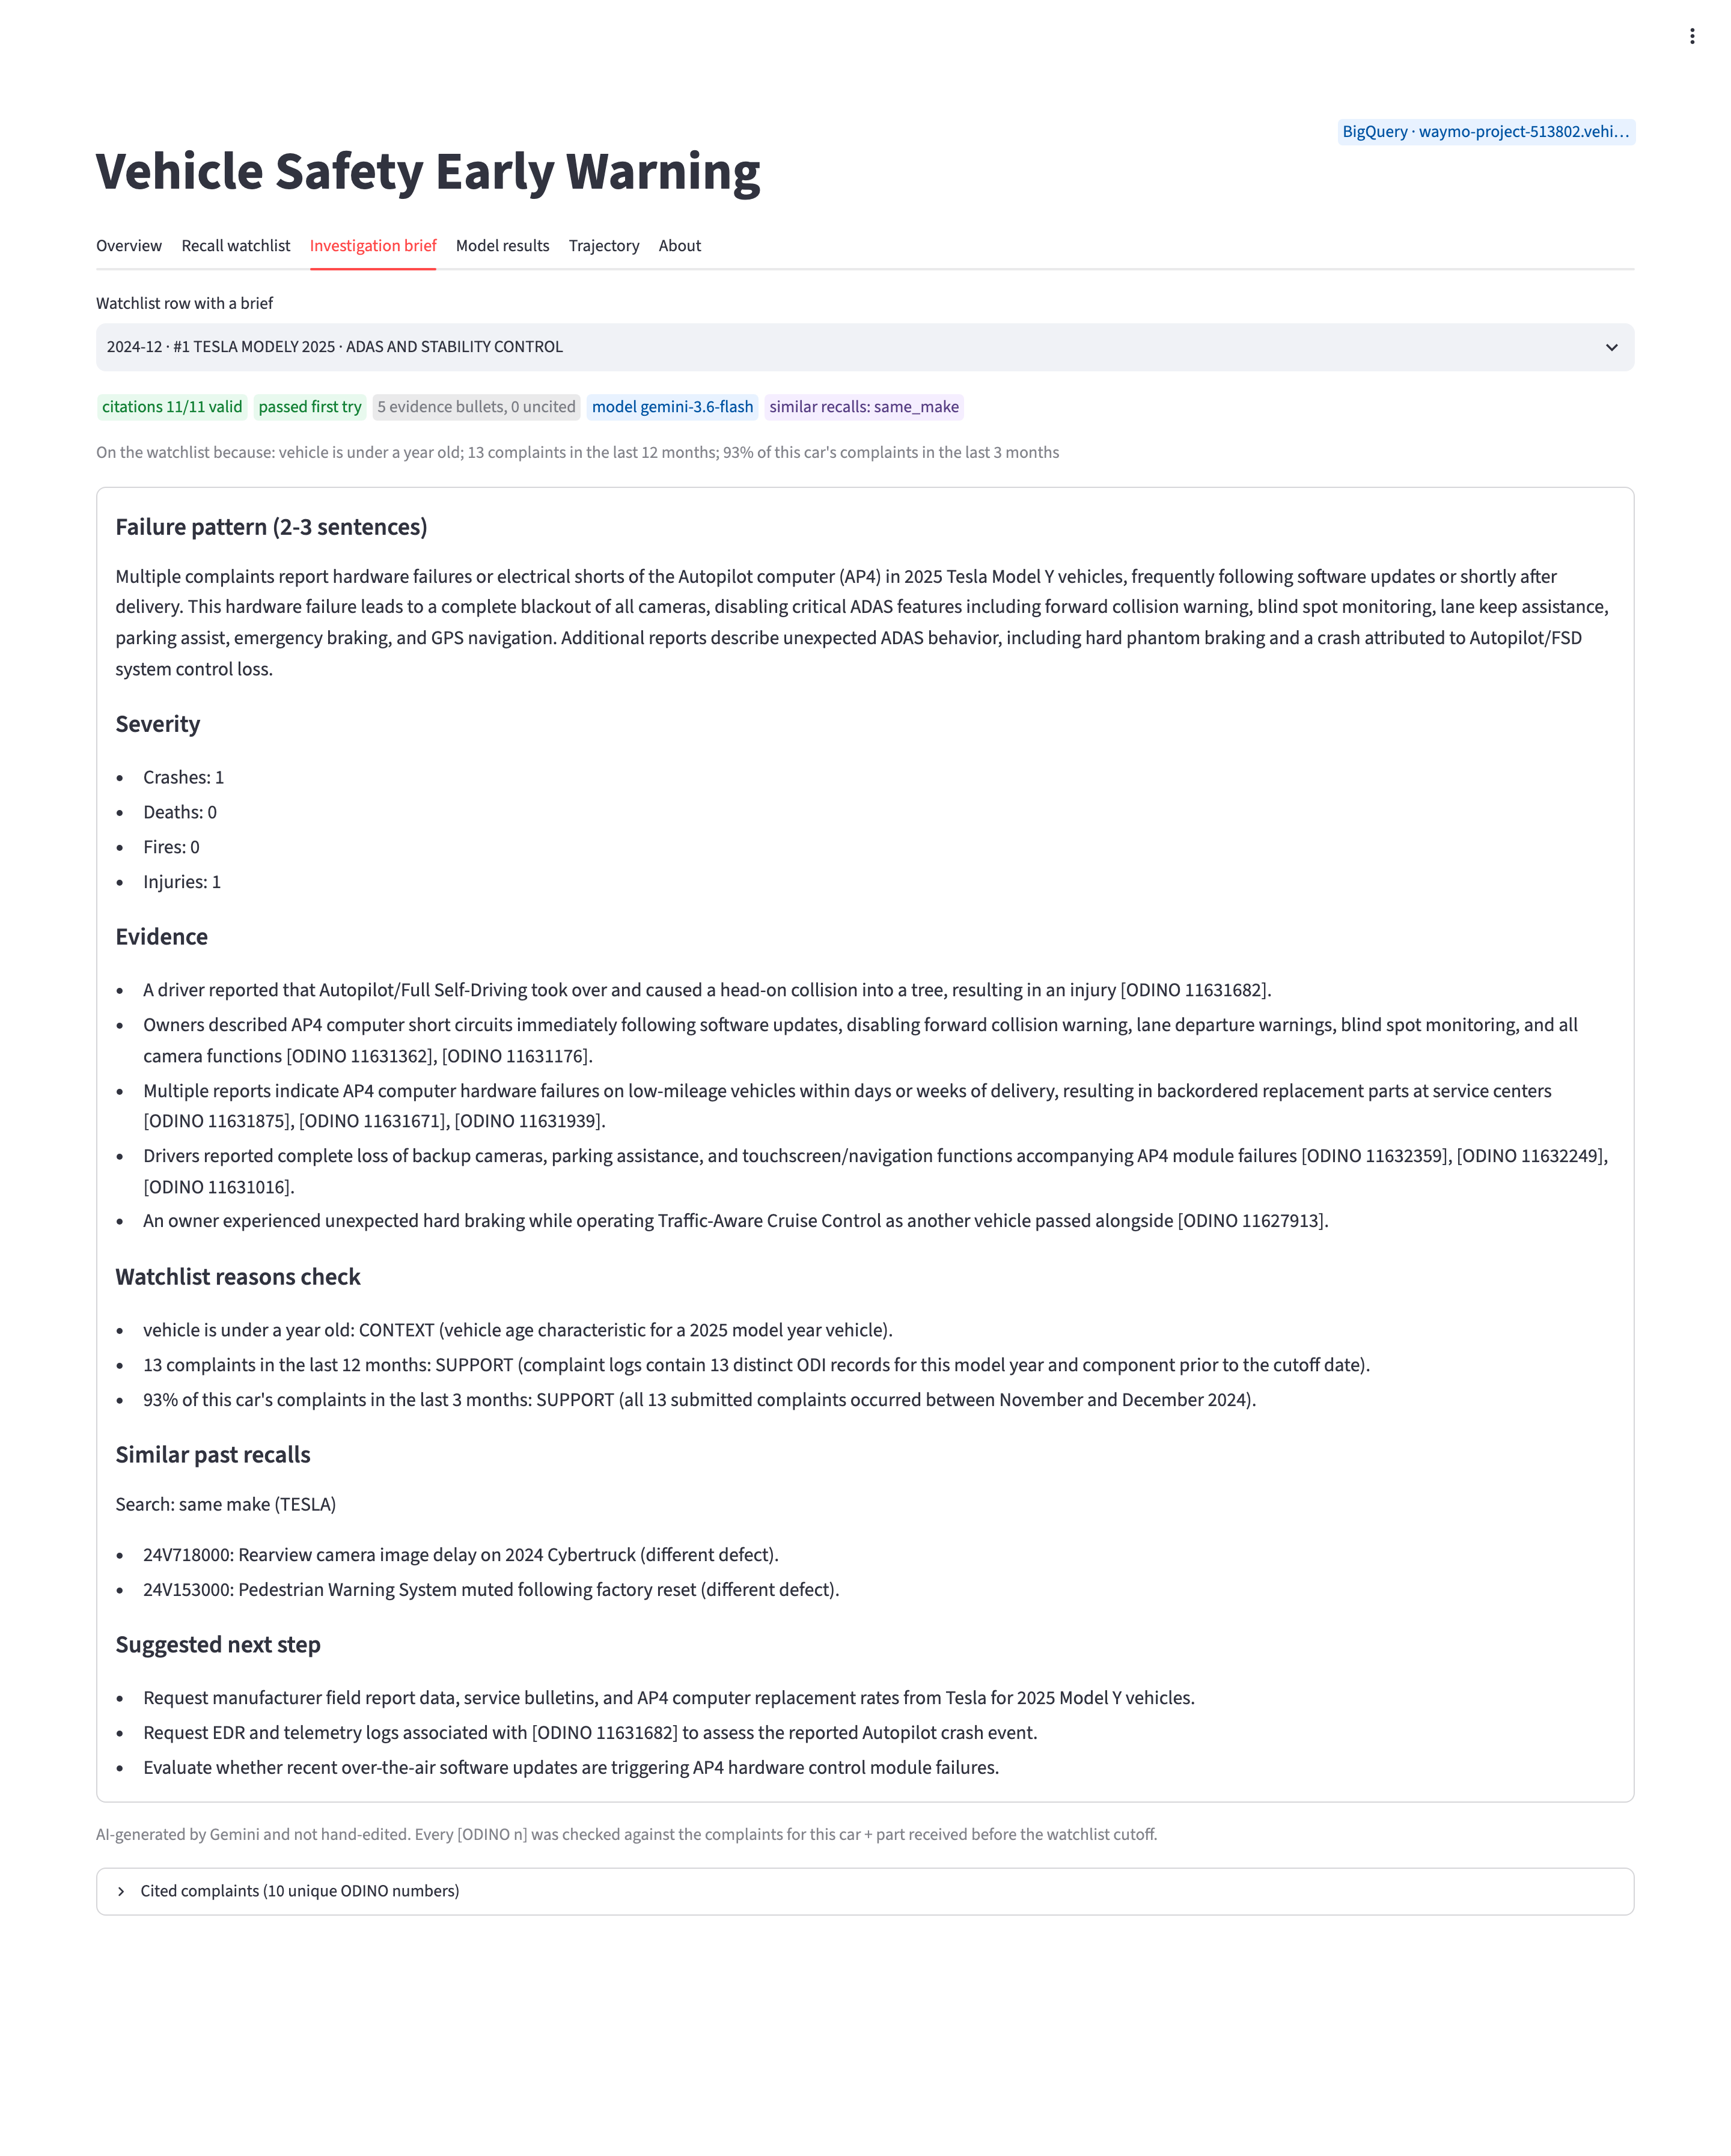 BigQuery · waymo-project-513802.vehi…
Vehicle Safety Early Warning
Overview Recall watchlist Investigation brief Model results Trajectory About
Watchlist row with a brief
2024-12 · #1 TESLA MODELY 2025 · ADAS AND STABILITY CONTROL
citations 11/11 valid passed first try 5 evidence bullets, 0 uncited model gemini-3.6-flash similar recalls: same_make
On the watchlist because: vehicle is under a year old; 13 complaints in the last 12 months; 93% of this car's complaints in the last 3 months
Failure pattern (2-3 sentences)
Multiple complaints report hardware failures or electrical shorts of the Autopilot computer (AP4) in 2025 Tesla Model Y vehicles, frequently following software updates or shortly after
delivery. This hardware failure leads to a complete blackout of all cameras, disabling critical ADAS features including forward collision warning, blind spot monitoring, lane keep assistance,
parking assist, emergency braking, and GPS navigation. Additional reports describe unexpected ADAS behavior, including hard phantom braking and a crash attributed to Autopilot/FSD
system control loss.
Severity
• Crashes: 1
• Deaths: 0
• Fires: 0
• Injuries: 1
Evidence
• A driver reported that Autopilot/Full Self-Driving took over and caused a head-on collision into a tree, resulting in an injury [ODINO 11631682].
• Owners described AP4 computer short circuits immediately following software updates, disabling forward collision warning, lane departure warnings, blind spot monitoring, and all
camera functions [ODINO 11631362], [ODINO 11631176].
• Multiple reports indicate AP4 computer hardware failures on low-mileage vehicles within days or weeks of delivery, resulting in backordered replacement parts at service centers
[ODINO 11631875], [ODINO 11631671], [ODINO 11631939].
• Drivers reported complete loss of backup cameras, parking assistance, and touchscreen/navigation functions accompanying AP4 module failures [ODINO 11632359], [ODINO 11632249],
[ODINO 11631016].
• An owner experienced unexpected hard braking while operating Traffic-Aware Cruise Control as another vehicle passed alongside [ODINO 11627913].
Watchlist reasons check
• vehicle is under a year old: CONTEXT (vehicle age characteristic for a 2025 model year vehicle).
• 13 complaints in the last 12 months: SUPPORT (complaint logs contain 13 distinct ODI records for this model year and component prior to the cutoff date).
• 93% of this car's complaints in the last 3 months: SUPPORT (all 13 submitted complaints occurred between November and December 2024).
Similar past recalls
Search: same make (TESLA)
• 24V718000: Rearview camera image delay on 2024 Cybertruck (different defect).
• 24V153000: Pedestrian Warning System muted following factory reset (different defect).
Suggested next step
• Request manufacturer field report data, service bulletins, and AP4 computer replacement rates from Tesla for 2025 Model Y vehicles.
• Request EDR and telemetry logs associated with [ODINO 11631682] to assess the reported Autopilot crash event.
• Evaluate whether recent over-the-air software updates are triggering AP4 hardware control module failures.
AI-generated by Gemini and not hand-edited. Every [ODINO n] was checked against the complaints for this car + part received before the watchlist cutoff.
Cited complaints (10 unique ODINO numbers)